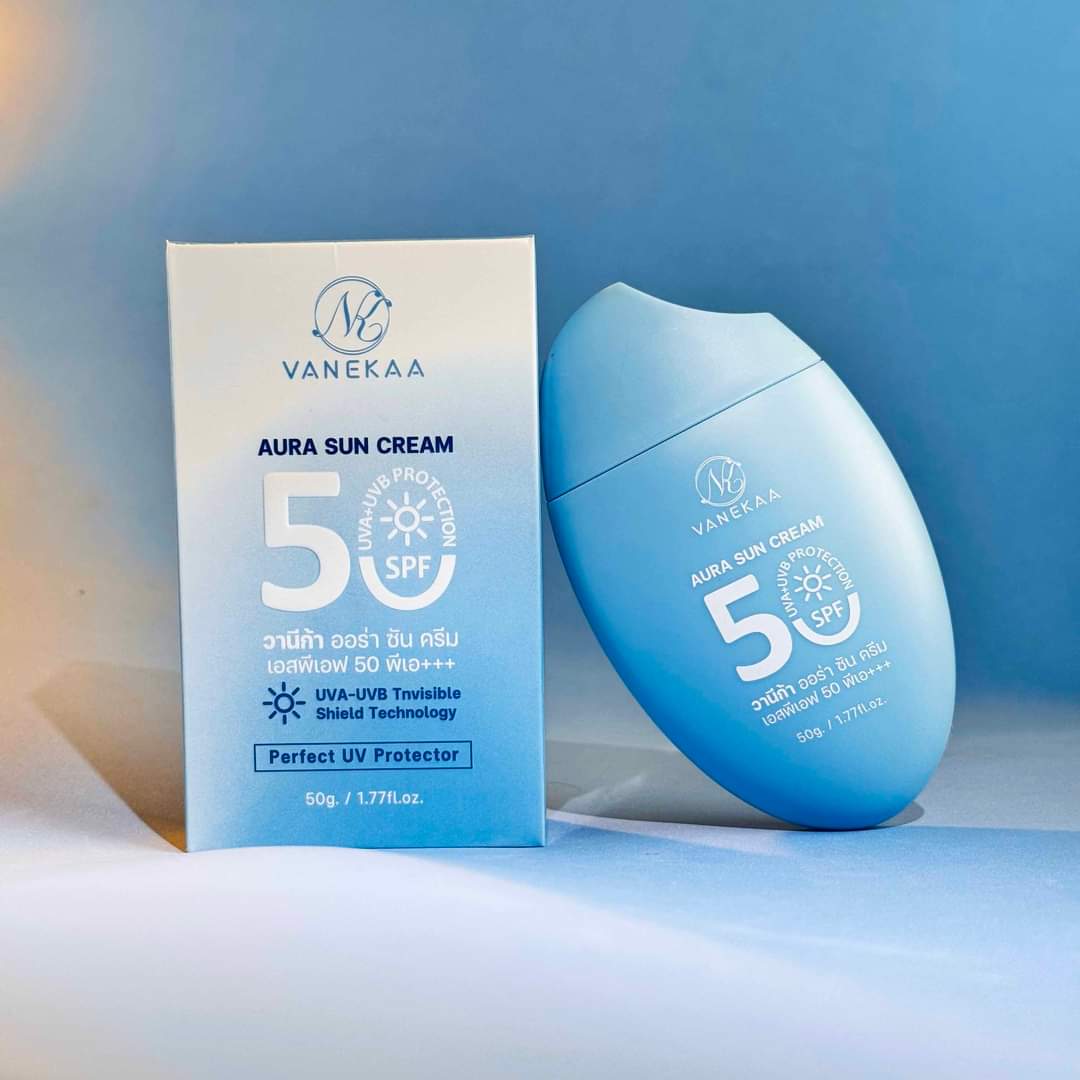 NK
VANEKAA
AURA SUN CREAM
50
UVA+UVB PROTECTION
SPF
วานีก้า ออร่า ซัน ครีม
เอสพีเอฟ 50 พีเอ+++
UVA-UVB Tnvisible
Shield Technology
Perfect UV Protector
50g. / 1.77fl.oz.
NK
VANEKAA
AURA SUN CREAM
50
UVA+UVB PROTECTION
SPF
วานีก้า ออร่า ซัน ครีม
เอสพีเอฟ 50 พีเอ+++
50g. / 1.77fl.oz.